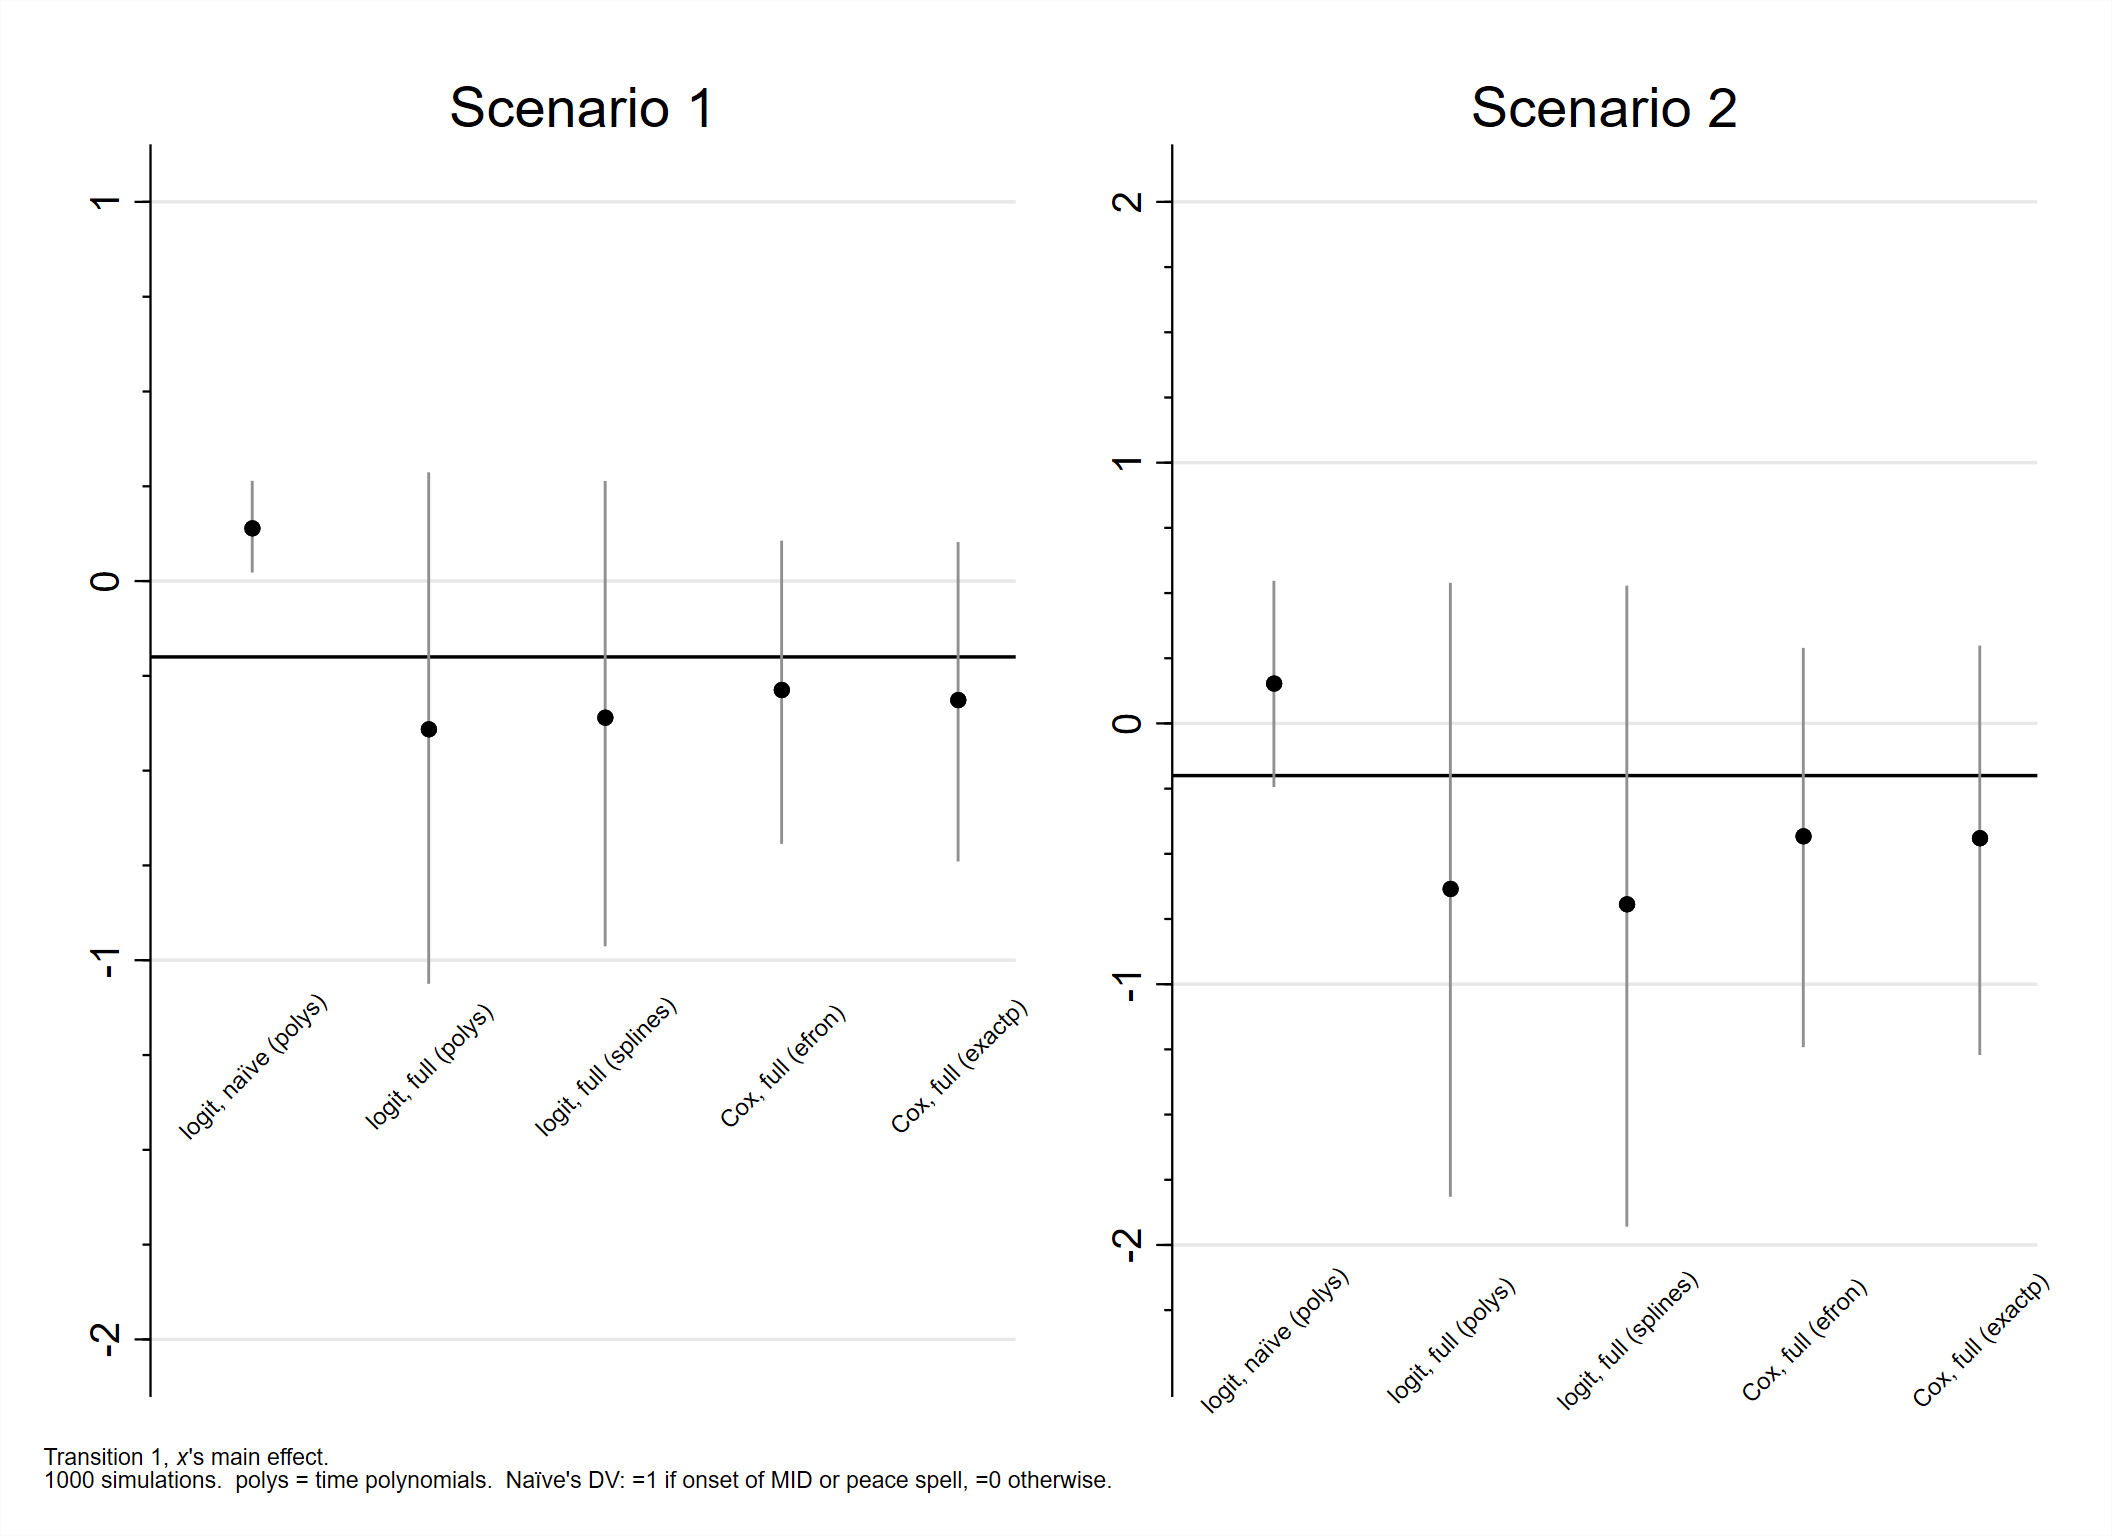 Scenario 1
1
0
-1
-2
logit, naïve (polys)
logit, full (polys)
logit, full (splines)
Cox, full (efron)
Cox, full (exactp)
Scenario 2
2
1
0
-1
-2
logit, naïve (polys)
logit, full (polys)
logit, full (splines)
Cox, full (efron)
Cox, full (exactp)
Transition 1, x's main effect.
1000 simulations.  polys = time polynomials.  Naïve's DV: =1 if onset of MID or peace spell, =0 otherwise.